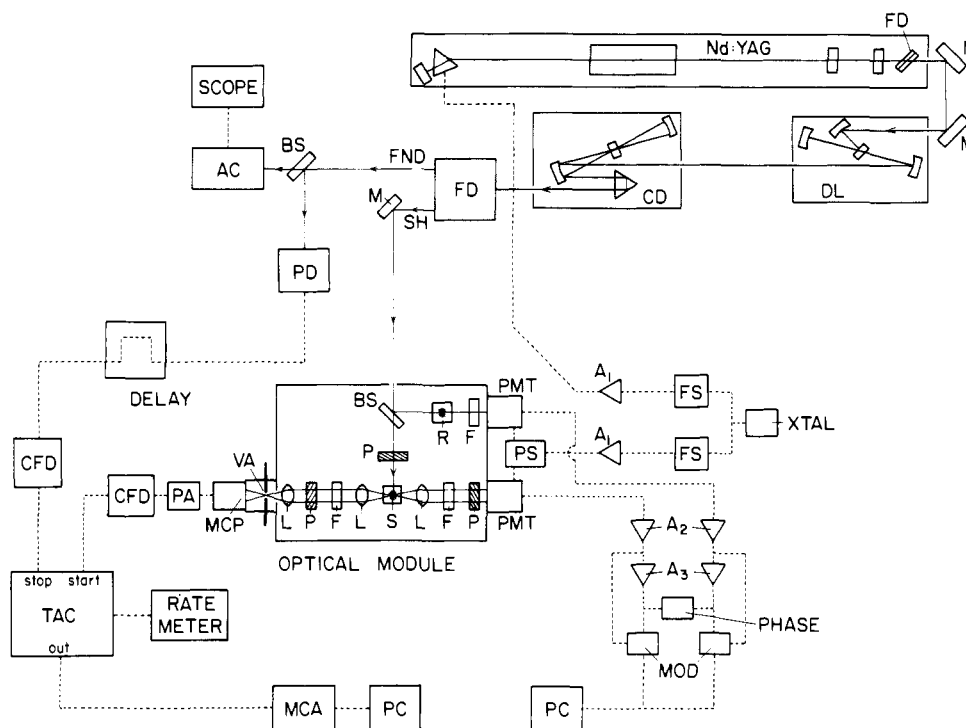 FD
Nd:YAG
M
SCOPE
BS
FND
AC
FD
M
SH
CD
DL
M
PD
DELAY
A1
FS
XTAL
PMT
BS
R
F
P
PS
A1
FS
CFD
VA
CFD
PA
MCP
L
P
F
L
S
L
F
P
PMT
OPTICAL MODULE
A2
A3
PHASE
MOD
stop
start
TAC
out
RATE
METER
MCA
PC
PC